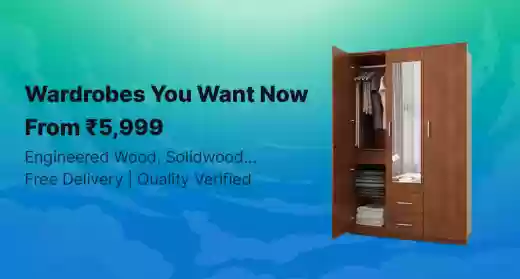 Wardrobes You Want Now
From ₹5,999
Engineered Wood, Solidwood...
Free Delivery | Quality Verified